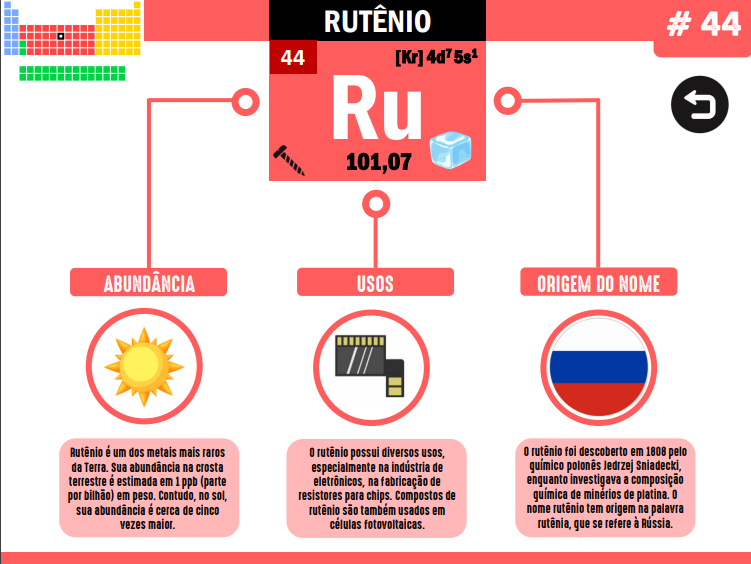 RUTÊNIO
# 44
44
[Kr] 4d⁷ 5s¹
Ru
101,07
ABUNDÂNCIA
USOS
ORIGEM DO NOME
Rutênio é um dos metais mais raros
da Terra. Sua abundância na crosta
terrestre é estimada em 1 ppb (parte
por bilhão) em peso. Contudo, no sol,
sua abundância é cerca de cinco
vezes maior.
O rutênio possui diversos usos,
especialmente na indústria de
eletrônicos, na fabricação de
resistores para chips. Compostos de
rutênio são também usados em
células fotovoltaicas.
O rutênio foi descoberto em 1808 pelo
químico polonês Jedrzej Sniadecki,
enquanto investigava a composição
química de minérios de platina. O
nome rutênio tem origem na palavra
rutênia, que se refere à Rússia.